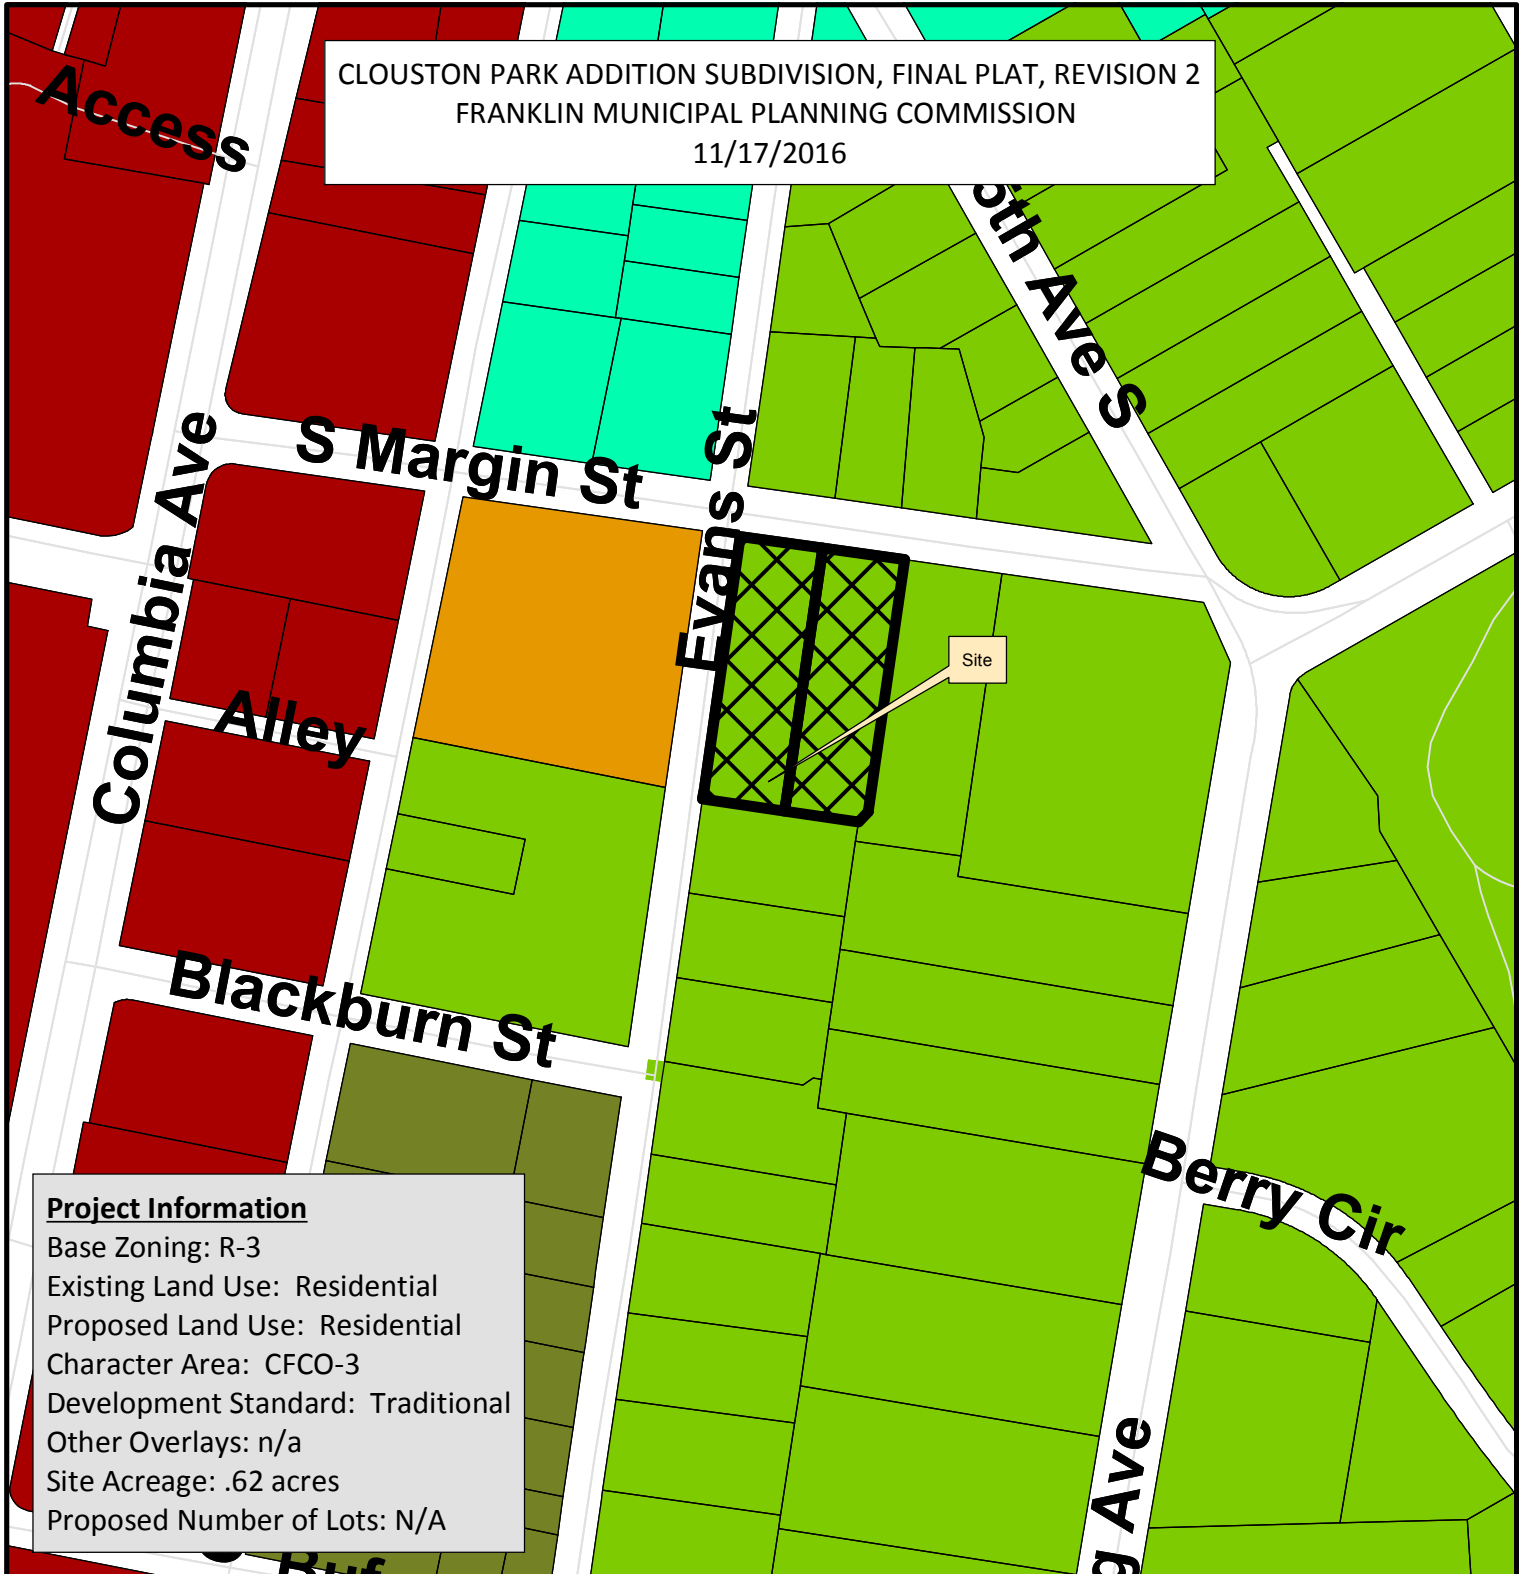 CLOUSTON PARK ADDITION SUBDIVISION, FINAL PLAT, REVISION 2
FRANKLIN MUNICIPAL PLANNING COMMISSION
11/17/2016
Access
Ave S
S Margin St
Columbia Ave
Evans St
Site
Alley
Blackburn St
Berry Cir
Project Information
Base Zoning: R-3
Existing Land Use: Residential
Proposed Land Use: Residential
Character Area: CFCO-3
Development Standard: Traditional
Other Overlays: n/a
Site Acreage: .62 acres
Proposed Number of Lots: N/A
Ave